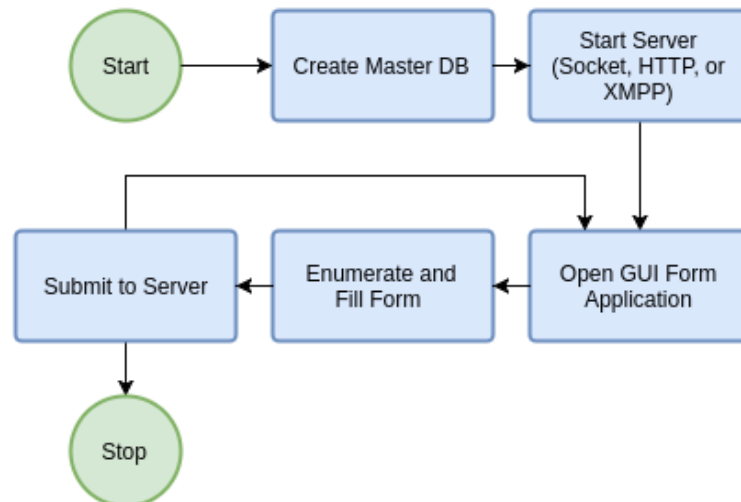 Start
Create Master DB
Start Server
(Socket, HTTP, or
XMPP)
Submit to Server
Enumerate and
Fill Form
Open GUI Form
Application
Stop